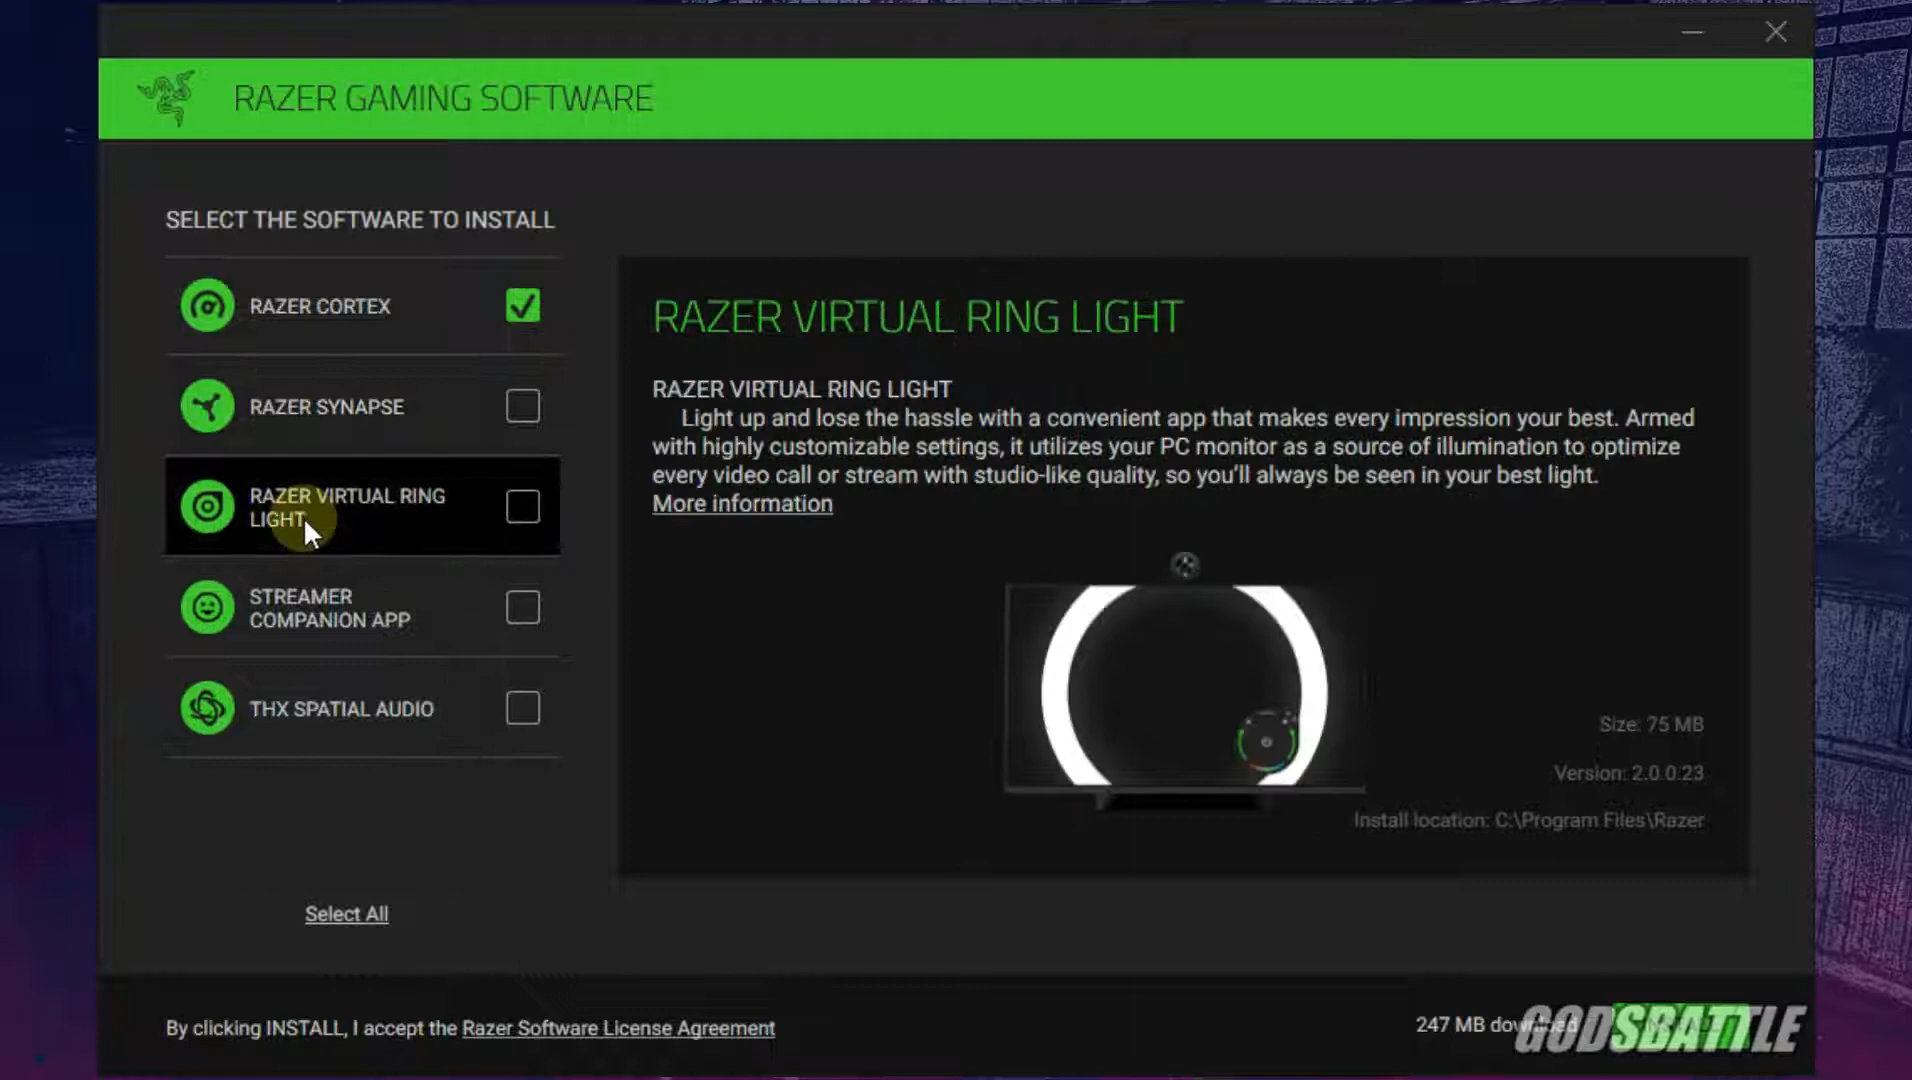 RAZER GAMING SOFTWARE
SELECT THE SOFTWARE TO INSTALL
RAZER CORTEX
RAZER SYNAPSE
RAZER VIRTUAL RING
LIGHT
STREAMER
COMPANION APP
THX SPATIAL AUDIO
Select All
RAZER VIRTUAL RING LIGHT
RAZER VIRTUAL RING LIGHT
Light up and lose the hassle with a convenient app that makes every impression your best. Armed
with highly customizable settings, it utilizes your PC monitor as a source of illumination to optimize
every video call or stream with studio-like quality, so you’ll always be seen in your best light.
More information
Size: 75 MB
Version: 2.0.0.23
Install location: C:\Program Files\Razer
By clicking INSTALL, I accept the Razer Software License Agreement
247 MB download
GODSBATTLE